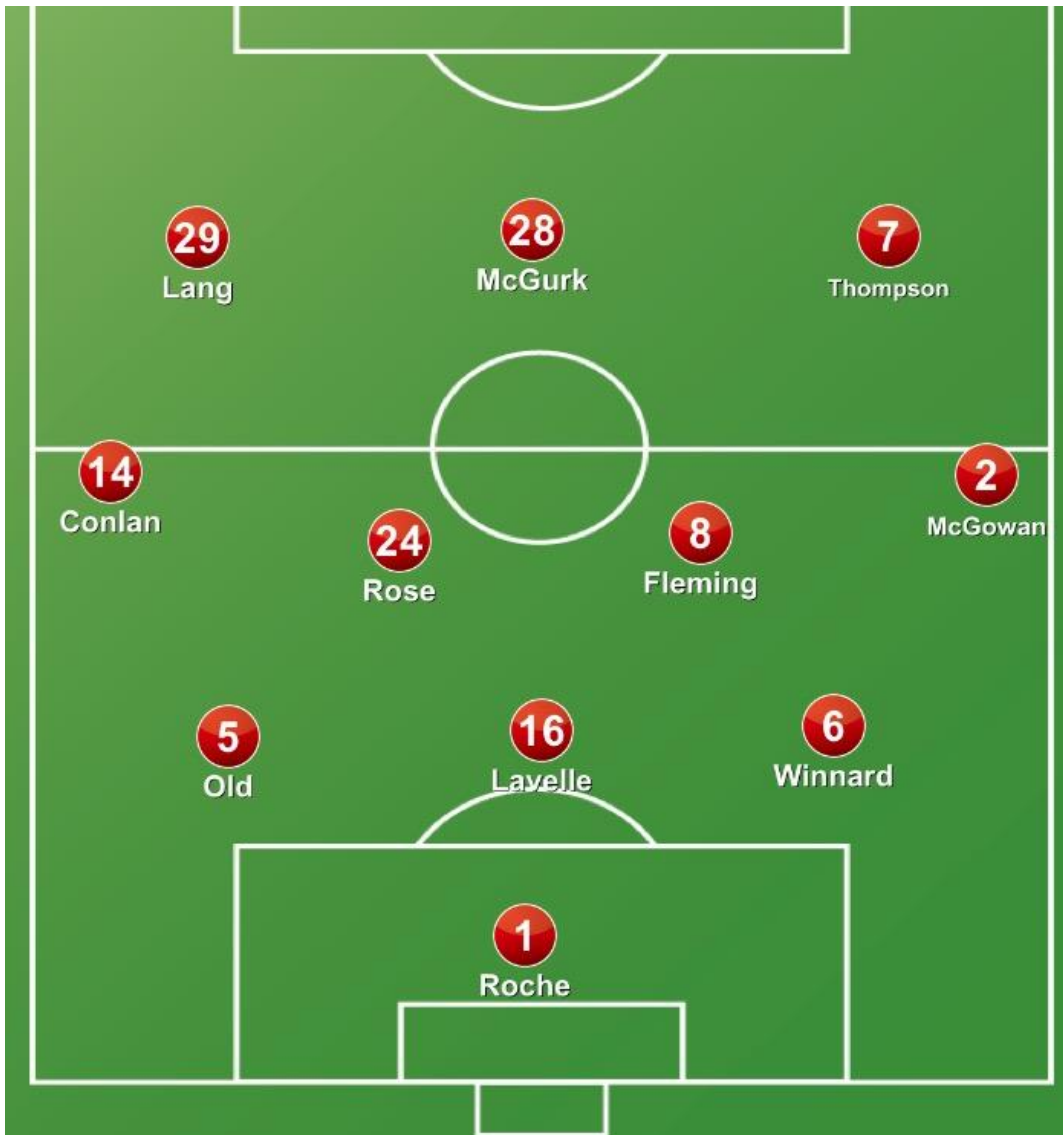 29
Lang
28
McGurk
7
Thompson
14
Conlan
24
Rose
8
Fleming
2
McGowan
5
Old
16
Lavelle
6
Winnard
1
Roche